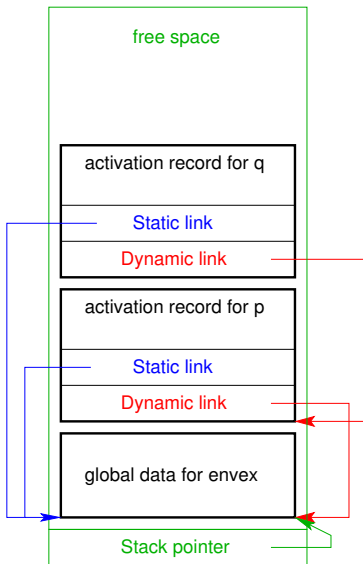 free space
activation record for q
Static link
Dynamic link
activation record for p
Static link
Dynamic link
global data for envex
Stack pointer